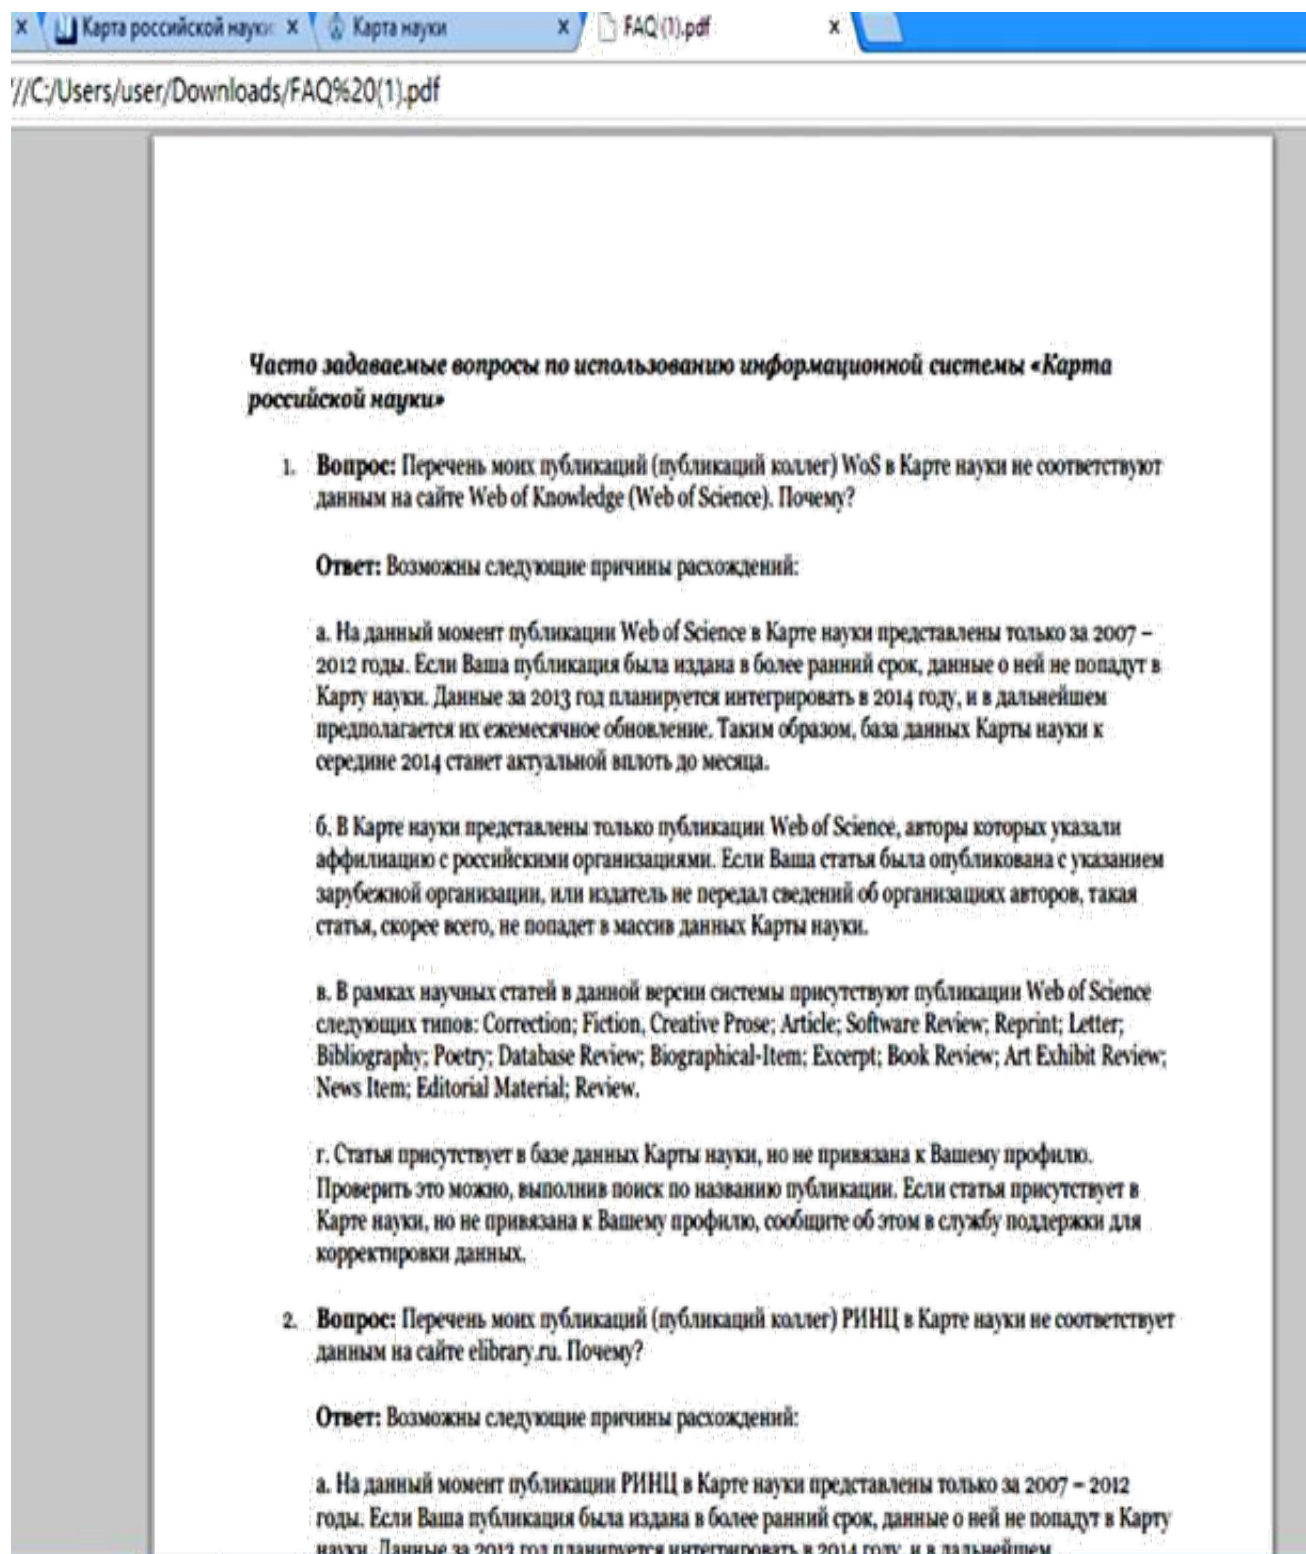 Карта российской науки
Карта науки
FAQ (1).pdf
//C:/Users/user/Downloads/FAQ%20(1).pdf
Часто задаваемые вопросы по использованию информационной системы «Карта
российской науки»
1. Вопрос: Перечень моих публикаций (публикаций коллег) WoS в Карте науки не соответствуют
данным на сайте Web of Knowledge (Web of Science). Почему?
Ответ: Возможны следующие причины расхождений:
а. На данный момент публикации Web of Science в Карте науки представлены только за 2007 –
2012 годы. Если Ваша публикация была издана в более ранний срок, данные о ней не попадут в
Карту науки. Данные за 2013 год планируется интегрировать в 2014 году, и в дальнейшем
предполагается их ежемесячное обновление. Таким образом, база данных Карты науки к
середине 2014 станет актуальной вплоть до месяца.
б. В Карте науки представлены только публикации Web of Science, авторы которых указали
аффилиацию с российскими организациями. Если Ваша статья была опубликована с указанием
зарубежной организации, или издатель не передал сведений об организациях авторов, такая
статья, скорее всего, не попадет в массив данных Карты науки.
в. В рамках научных статей в данной версии системы присутствуют публикации Web of Science
следующих типов: Correction; Fiction, Creative Prose; Article; Software Review; Reprint; Letter;
Bibliography; Poetry; Database Review; Biographical-Item; Excerpt; Book Review; Art Exhibit Review;
News Item; Editorial Material; Review.
г. Статья присутствует в базе данных Карты науки, но не привязана к Вашему профилю.
Проверить это можно, выполнив поиск по названию публикации. Если статья присутствует в
Карте науки, но не привязана к Вашему профилю, сообщите об этом в службу поддержки для
корректировки данных.
2. Вопрос: Перечень моих публикаций (публикаций коллег) РИНЦ в Карте науки не соответствует
данным на сайте elibrary.ru. Почему?
Ответ: Возможны следующие причины расхождений:
а. На данный момент публикации РИНЦ в Карте науки представлены только за 2007 – 2012
годы. Если Ваша публикация была издана в более ранний срок, данные о ней не попадут в Карту
науки. Данные за 2013 год планируется интегрировать в 2014 году, и в дальнейшем